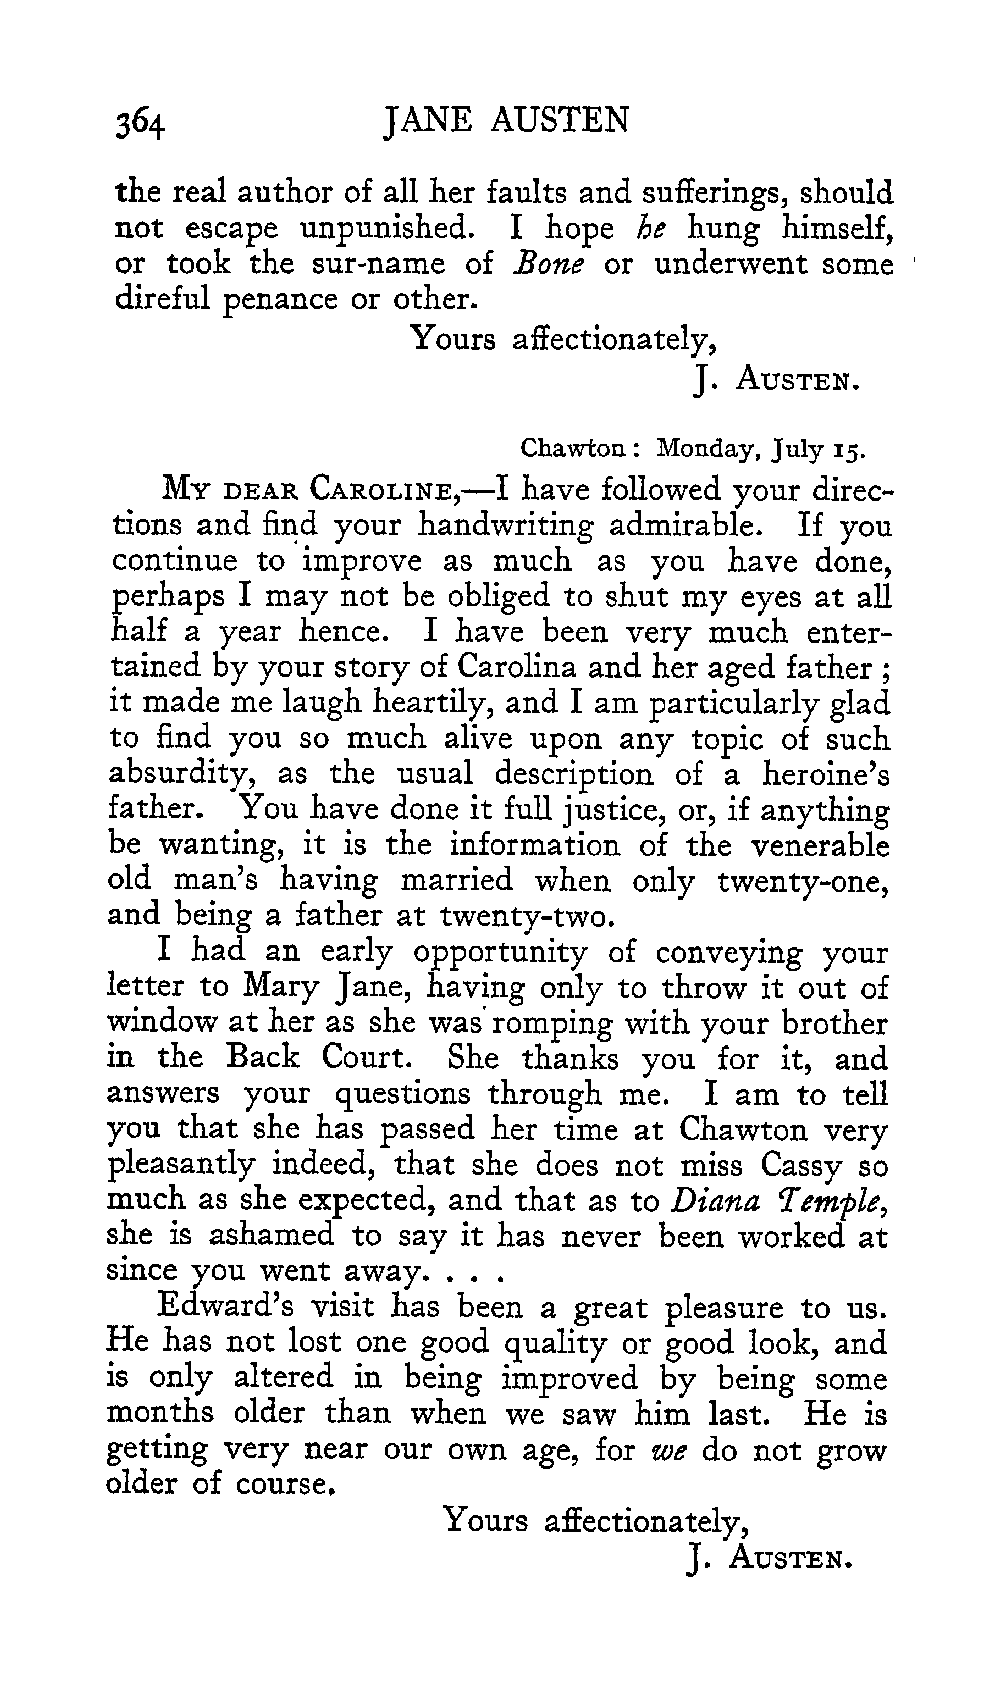 364 JANE AUSTEN
the real author of all her faults and sufferings, should
not escape unpunished. I hope he hung himself,
or took the sur-name of Bone or underwent some
direful penance or other.
Yours affectionately,
J. AUSTEN.
Chawton: Monday, July 15.
MY DEAR CAROLINE,—I have followed your direc-
tions and find your handwriting admirable. If you
continue to improve as much as you have done,
perhaps I may not be obliged to shut my eyes at all
half a year hence. I have been very much enter-
tained by your story of Carolina and her aged father;
it made me laugh heartily, and I am particularly glad
to find you so much alive upon any topic of such
absurdity, as the usual description of a heroine's
father. You have done it full justice, or, if anything
be wanting, it is the information of the venerable
old man's having married when only twenty-one,
and being a father at twenty-two.
I had an early opportunity of conveying your
letter to Mary Jane, having only to throw it out of
window at her as she was romping with your brother
in the Back Court. She thanks you for it, and
answers your questions through me. I am to tell
you that she has passed her time at Chawton very
pleasantly indeed, that she does not miss Cassy so
much as she expected, and that as to Diana Temple,
she is ashamed to say it has never been worked at
since you went away. . . .
Edward's visit has been a great pleasure to us.
He has not lost one good quality or good look, and
is only altered in being improved by being some
months older than when we saw him last. He is
getting very near our own age, for we do not grow
older of course.
Yours affectionately,
J. AUSTEN.